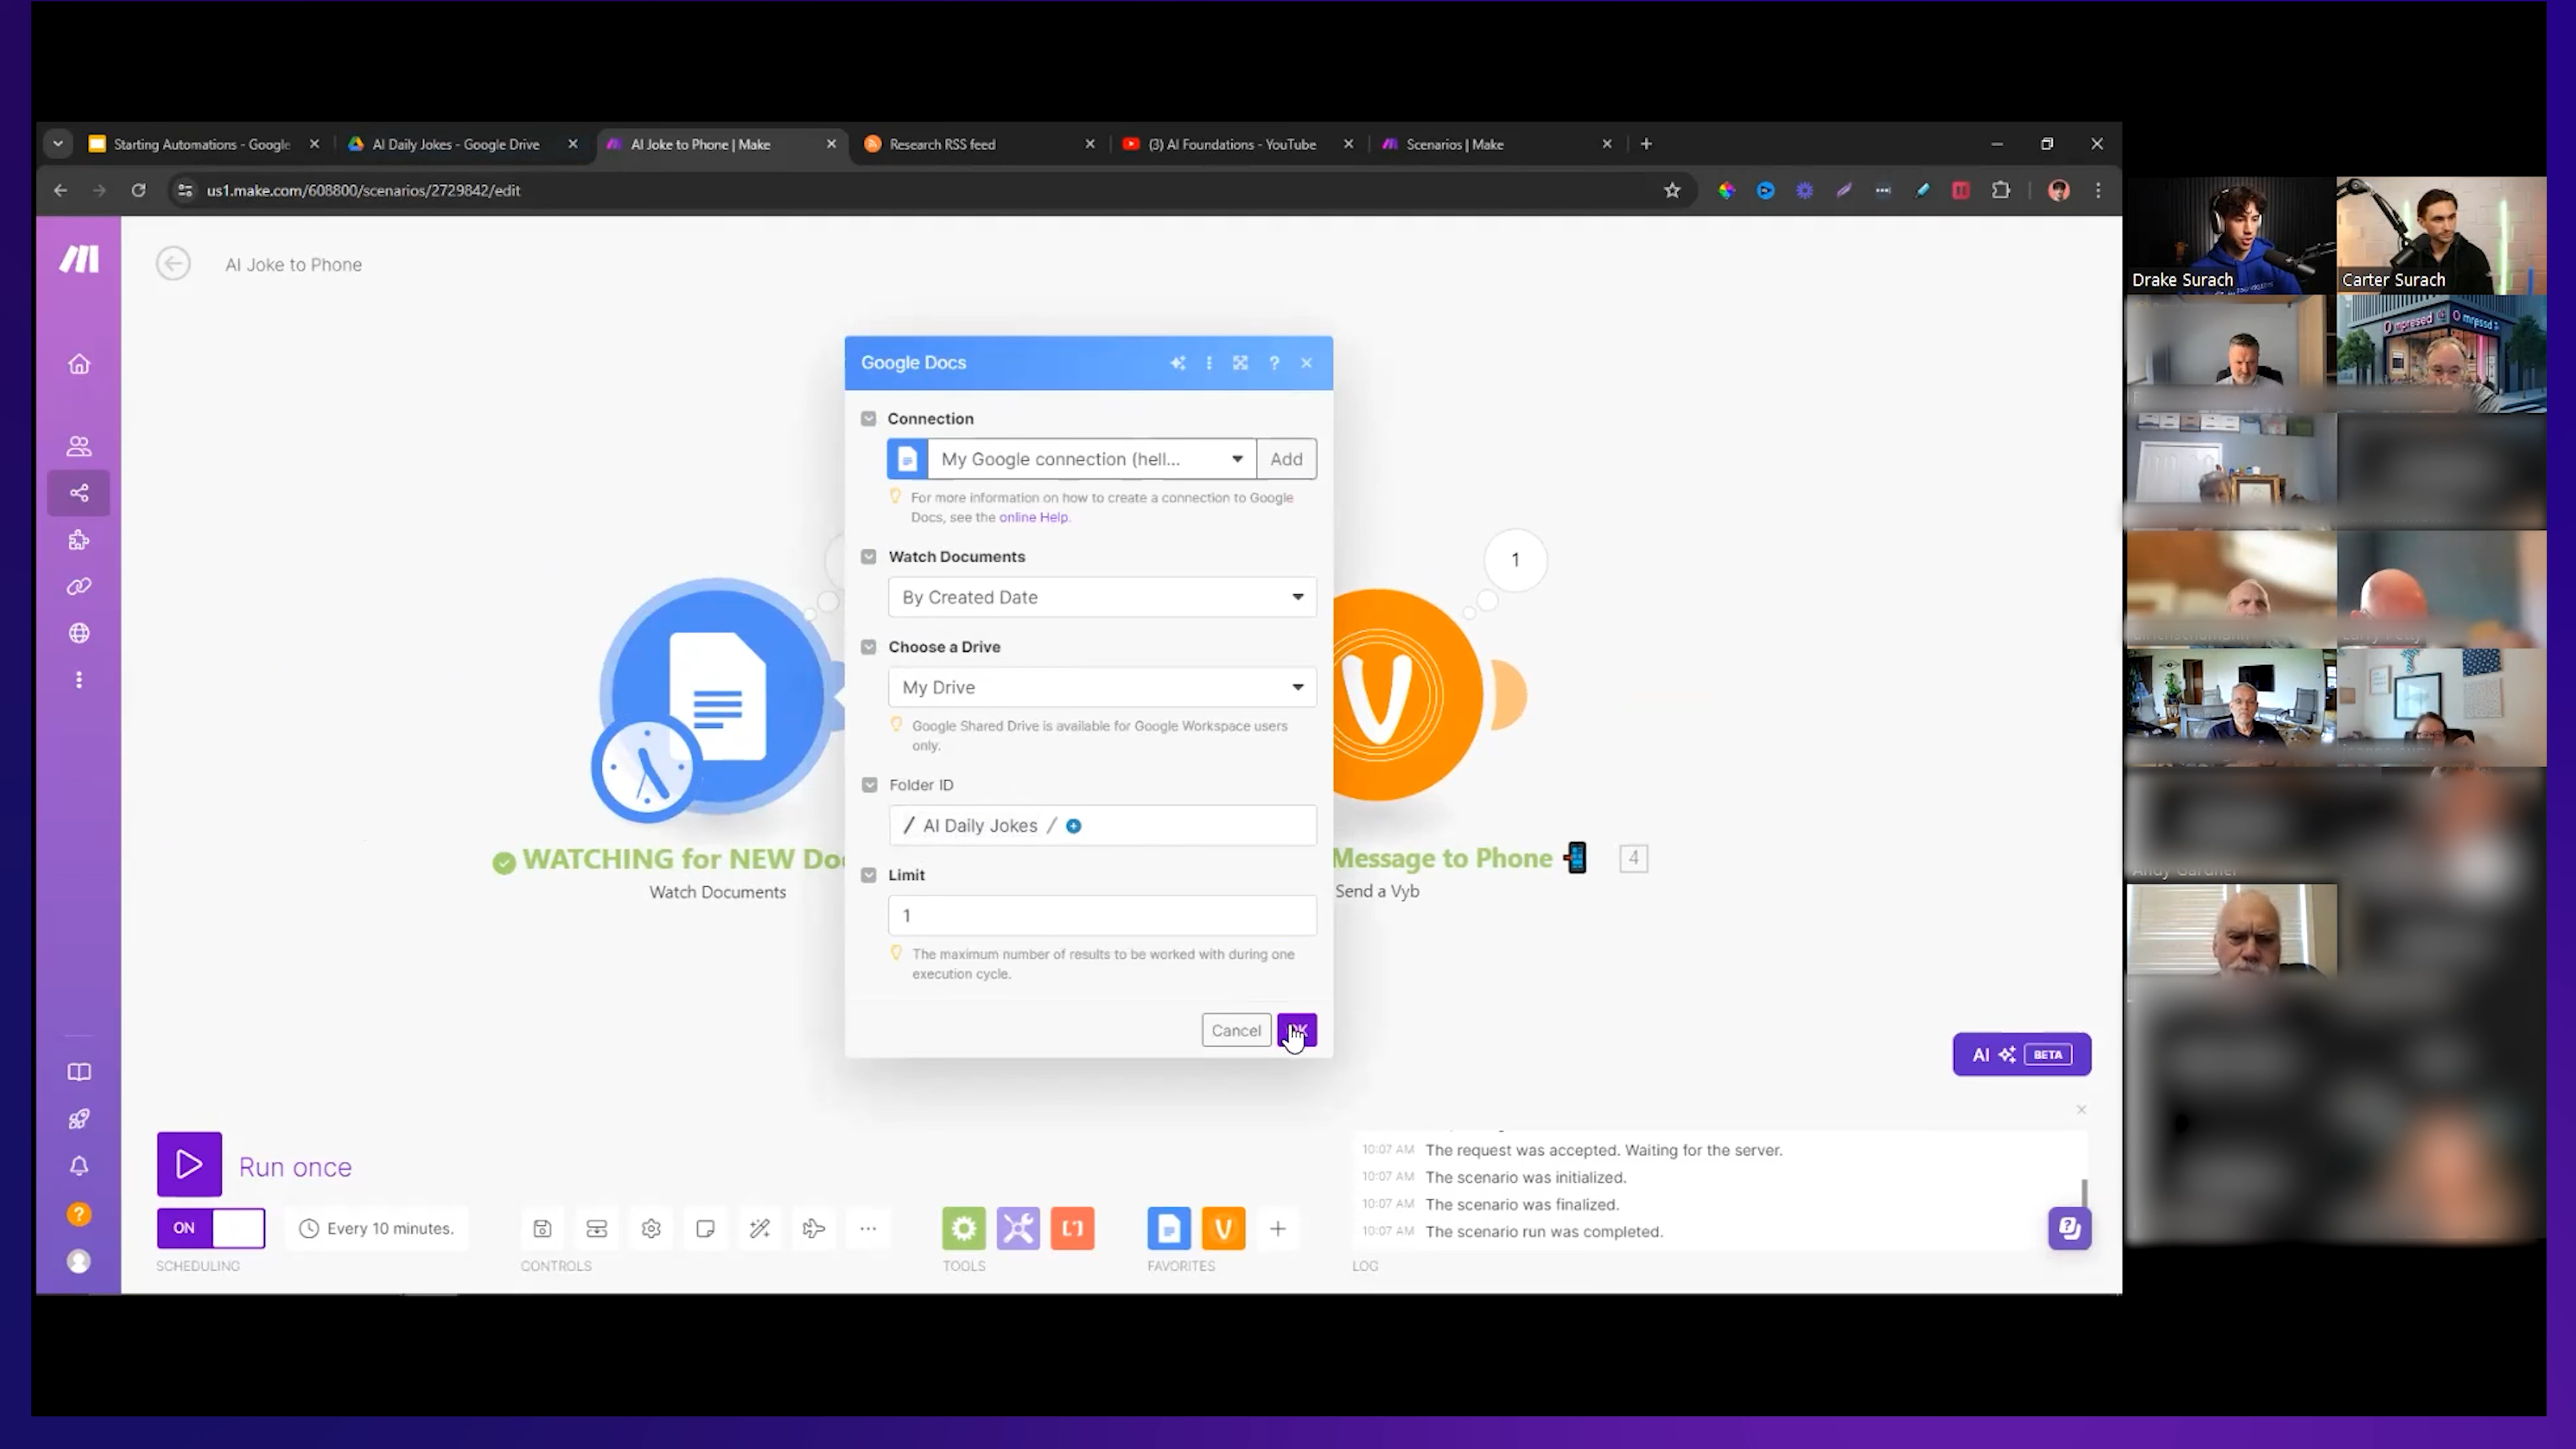 Starting Automations - Google
AI Daily Jokes - Google Drive
AI Joke to Phone | Make
Research RSS feed
(3) AI Foundations - YouTube
Scenarios | Make
us1.make.com/608800/scenarios/2729842/edit
AI Joke to Phone
Google Docs
Connection
My Google connection (hell...
Add
For more information on how to create a connection to Google
Docs, see the online Help.
Watch Documents
By Created Date
Choose a Drive
My Drive
Google Shared Drive is available for Google Workspace users
only.
Folder ID
/ AI Daily Jokes /
Limit
1
The maximum number of results to be worked with during one
execution cycle.
Cancel
WATCHING for NEW Do
Watch Documents
1
Message to Phone
4
Send a Vyb
AI BETA
Run once
ON
Every 10 minutes.
SCHEDULING
CONTROLS
TOOLS
FAVORITES
LOG
10:07 AM The request was accepted. Waiting for the server.
10:07 AM The scenario was initialized.
10:07 AM The scenario was finalized.
10:07 AM The scenario run was completed.
Drake Surach
Carter Surach